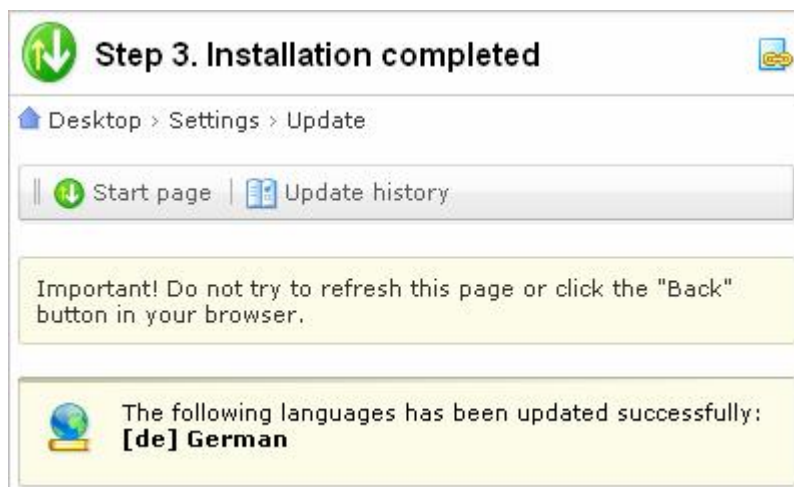 Step 3. Installation completed
Desktop > Settings > Update
Start page | Update history
Important! Do not try to refresh this page or click the "Back"
button in your browser.
The following languages has been updated successfully:
[de] German